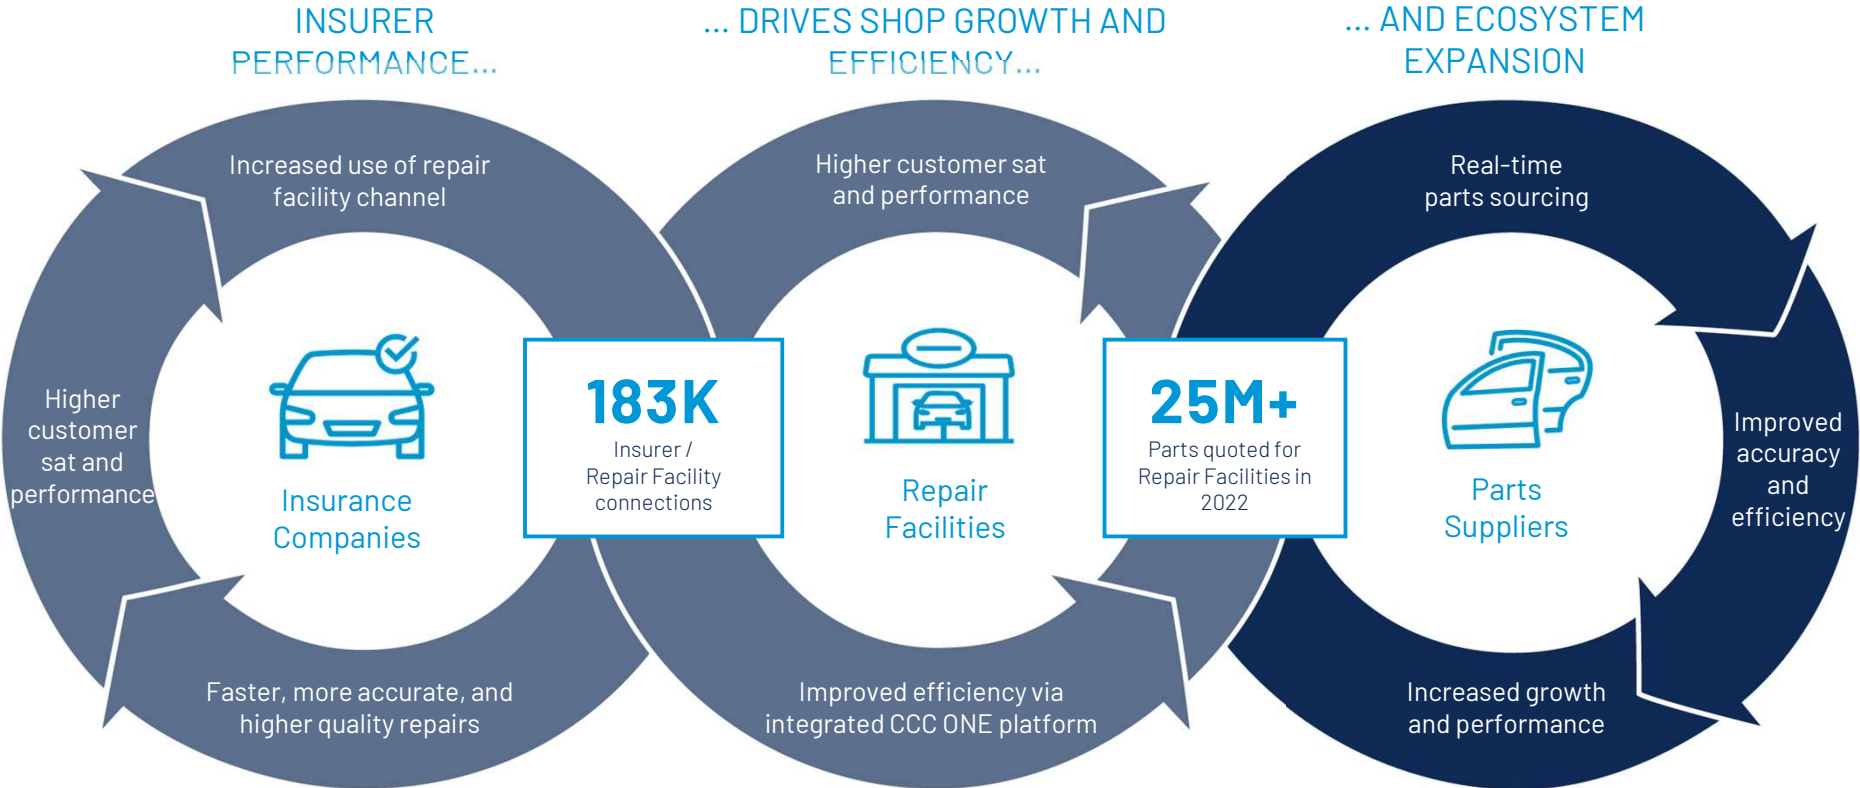 INSURER
PERFORMANCE...
... DRIVES SHOP GROWTH AND
EFFICIENCY...
... AND ECOSYSTEM
EXPANSION
Increased use of repair
facility channel
Higher
customer
sat and
performance
Faster, more accurate, and
higher quality repairs
Insurance
Companies
183K
Insurer /
Repair Facility
connections
Higher customer sat
and performance
Repair
Facilities
Improved efficiency via
integrated CCC ONE platform
25M+
Parts quoted for
Repair Facilities in
2022
Real-time
parts sourcing
Parts
Suppliers
Improved
accuracy
and
efficiency
Increased growth
and performance